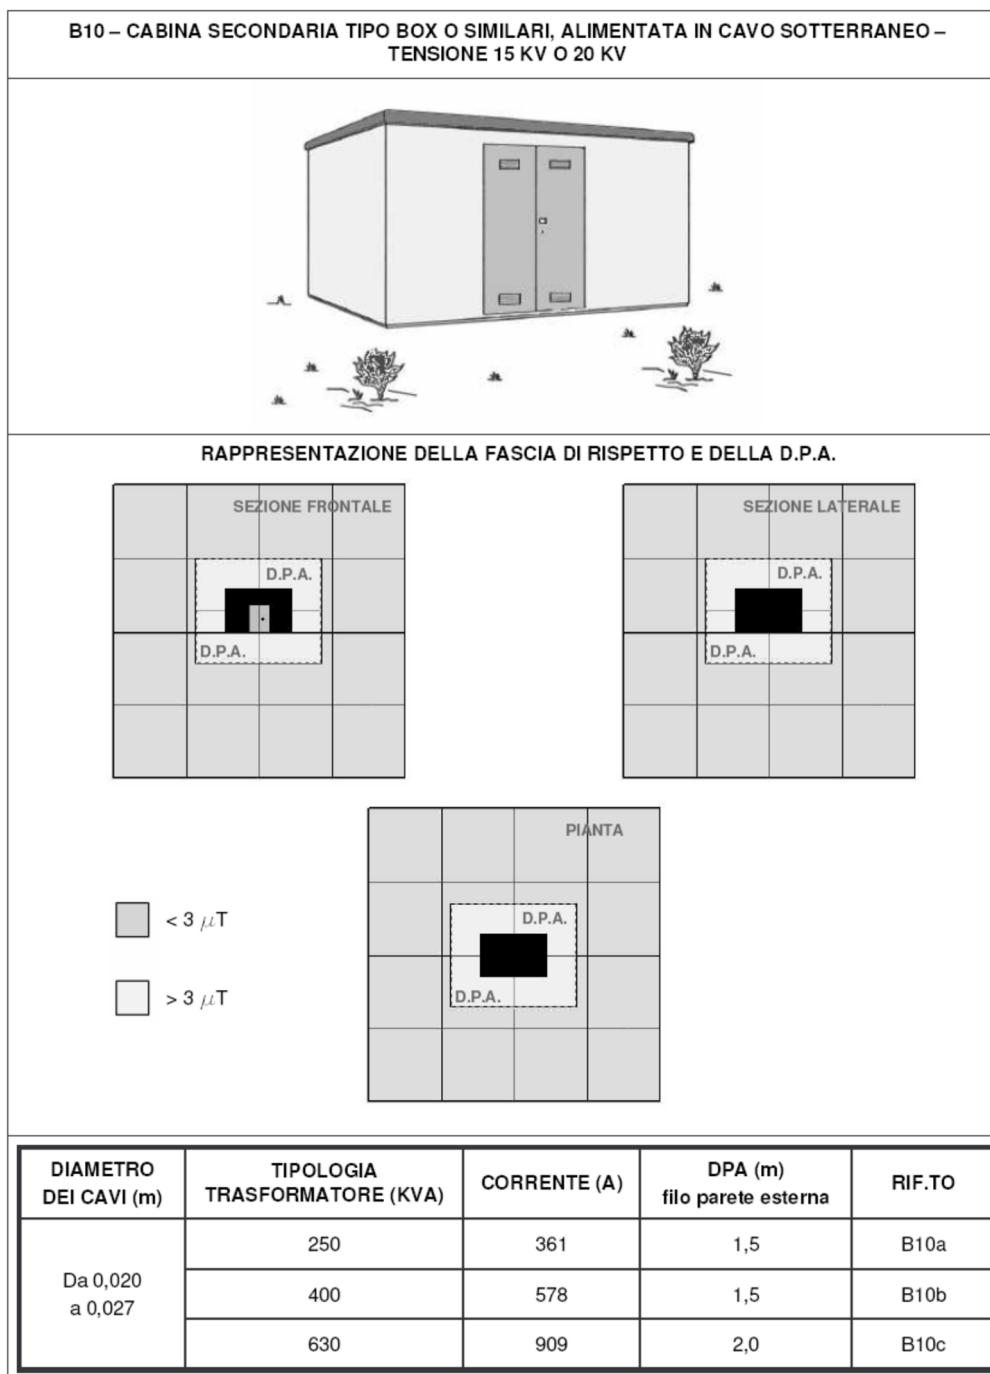 B10 – CABINA SECONDARIA TIPO BOX O SIMILARI, ALIMENTATA IN CAVO SOTTERRANEO –
TENSIONE 15 KV O 20 KV
RAPPRESENTAZIONE DELLA FASCIA DI RISPETTO E DELLA D.P.A.
SEZIONE FRONTALE
D.P.A.
D.P.A.
SEZIONE LATERALE
D.P.A.
D.P.A.
PIANTA
D.P.A.
D.P.A.
< 3 μT
> 3 μT
DIAMETRO
DEI CAVI (m)
TIPOLOGIA
TRASFORMATORE (KVA)
CORRENTE (A)
DPA (m)
filo parete esterna
RIF.TO
Da 0,020
a 0,027
250
361
1,5
B10a
400
578
1,5
B10b
630
909
2,0
B10c